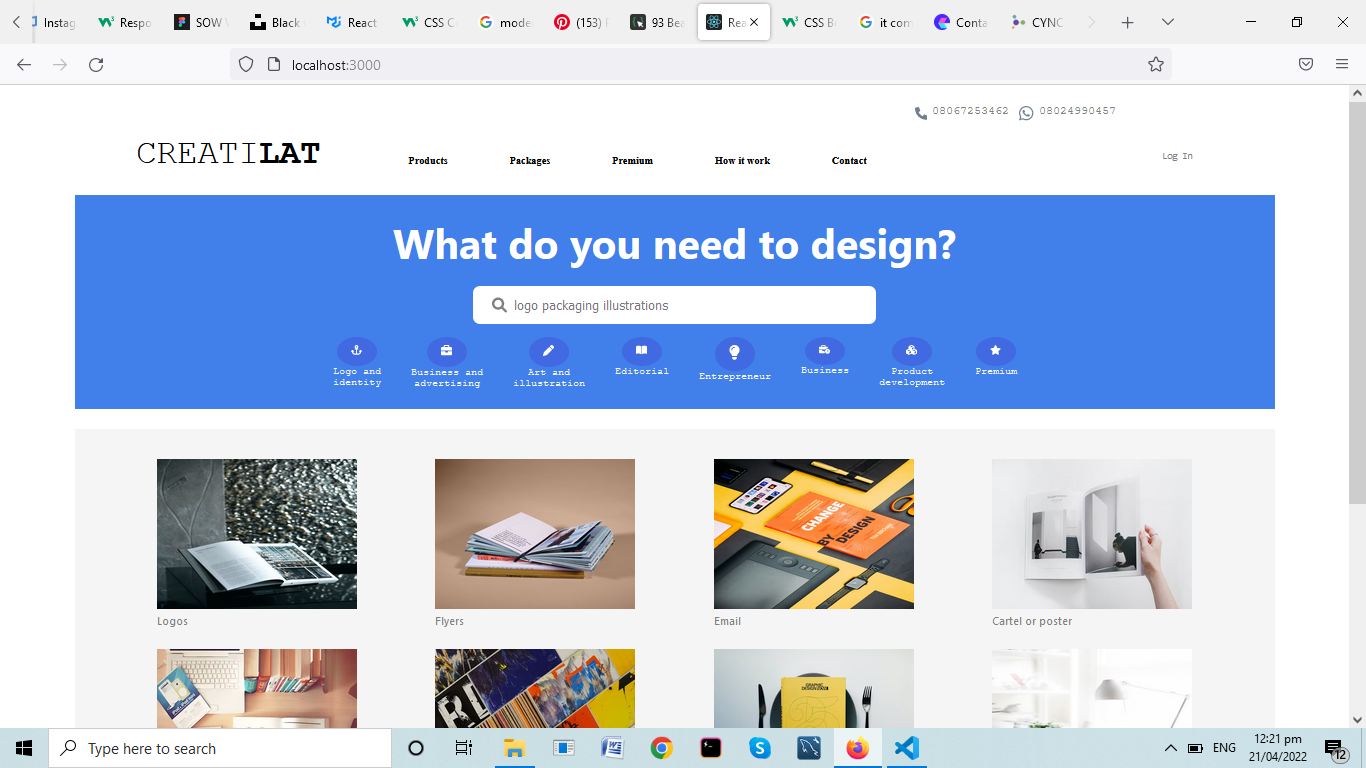 Instag
Respo
SOW
Black
React
CSS C
mode
(153)
93 Bea
Rea
CSS B
it com
Conta
CYNC
localhost:3000
08067253462 08024990457
CREATILAT
Products Packages Premium How it work Contact
Log In
What do you need to design?
logo packaging illustrations
Logo and
identity
Business and
advertising
Art and
illustration
Editorial
Entrepreneur
Business
Product
development
Premium
CHANGE
BY DESIGN
Logos Flyers Email Cartel or poster
GRAPHIC
Type here to search
ENG
12:21 pm
21/04/2022
12